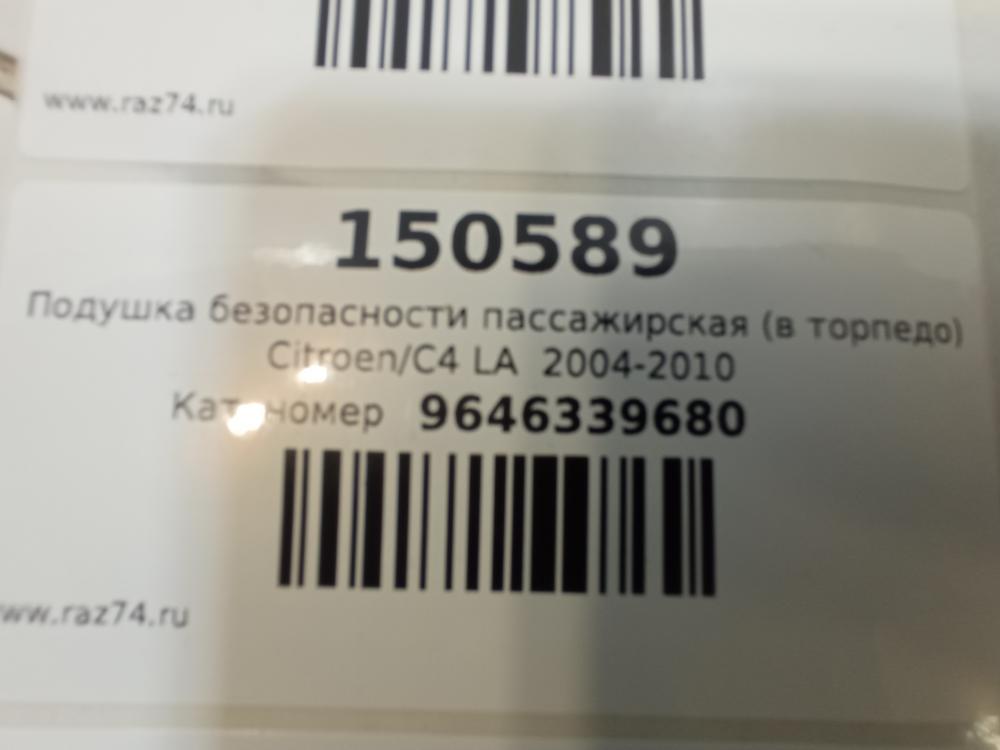 www.raz74.ru
150589
Подушка безопасности пассажирская (в торпедо)
Citroen/C4 LA 2004-2010
Кат. номер 9646339680
www.raz74.ru